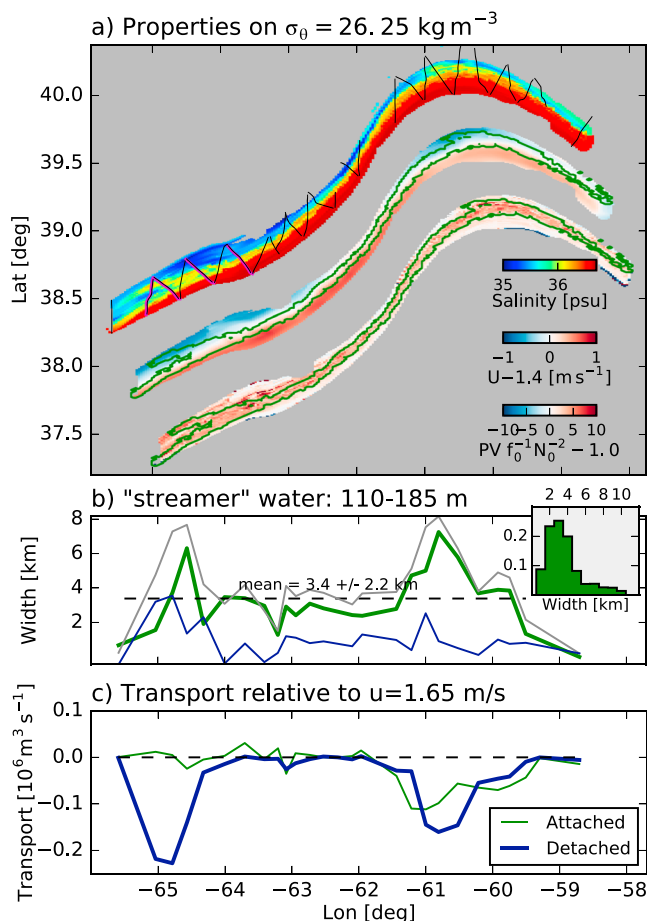 a) Properties on σθ = 26.25 kg m−3
40.0
39.5
39.0
38.5
38.0
37.5
Lat [deg]
35 36
Salinity [psu]
-1 0 1
U−1.4 [m s−1]
-10 -5 0 5 10
PV f0−1N0−2 − 1.0
b) "streamer" water: 110-185 m
8
6
4
2
Width [km]
mean = 3.4 +/- 2.2 km
2 4 6 8 10
0.2
0.1
Width [km]
c) Transport relative to u=1.65 m/s
0.1
0.0
−0.1
−0.2
Transport [10⁶m³ s−1]
Attached
Detached
−65 −64 −63 −62 −61 −60 −59 −58
Lon [deg]